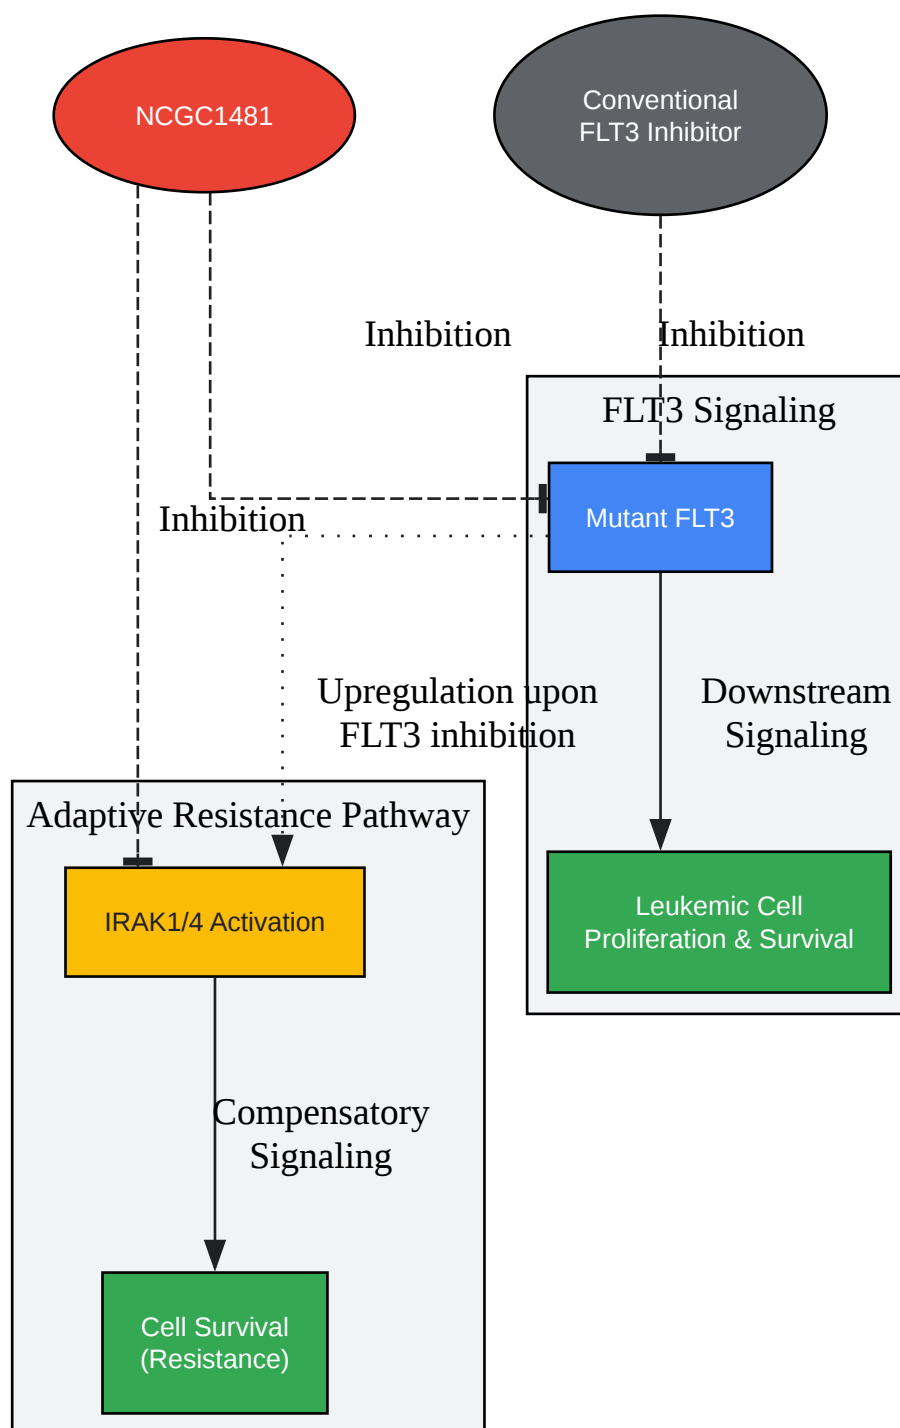 NCGC1481
Conventional
FLT3 Inhibitor
Inhibition
Inhibition
FLT3 Signaling
Mutant FLT3
Inhibition
Upregulation upon
FLT3 inhibition
Downstream
Signaling
Adaptive Resistance Pathway
IRAK1/4 Activation
Leukemic Cell
Proliferation & Survival
Compensatory
Signaling
Cell Survival
(Resistance)